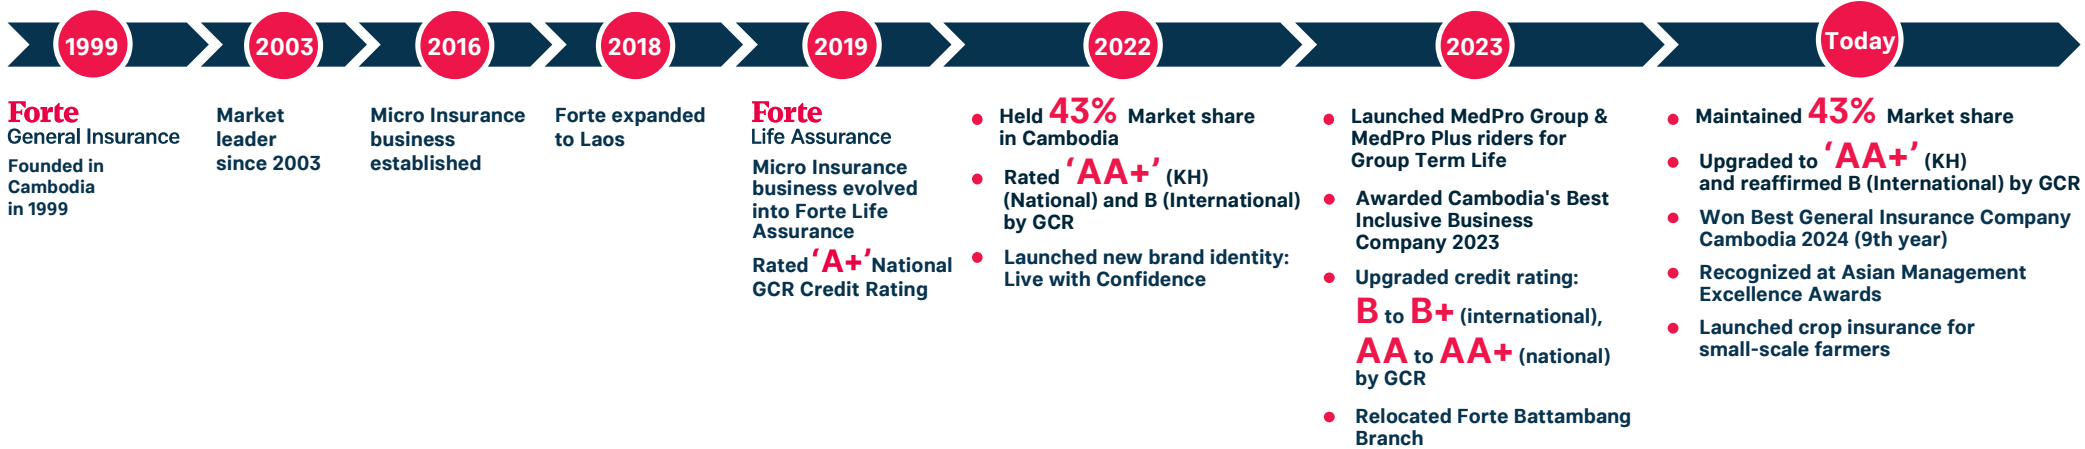 1999
Forte
General Insurance
Founded in
Cambodia
in 1999
2003
Market
leader
since 2003
2016
Micro Insurance
business
established
2018
Forte expanded
to Laos
2019
Forte
Life Assurance
Micro Insurance
business evolved
into Forte Life
Assurance
Rated ‘A+’ National
GCR Credit Rating
2022
• Held 43% Market share
in Cambodia
• Rated ‘AA+’ (KH)
(National) and B (International)
by GCR
• Launched new brand identity:
Live with Confidence
2023
• Launched MedPro Group &
MedPro Plus riders for
Group Term Life
• Awarded Cambodia's Best
Inclusive Business
Company 2023
• Upgraded credit rating:
B to B+ (international),
AA to AA+ (national)
by GCR
• Relocated Forte Battambang
Branch
Today
• Maintained 43% Market share
• Upgraded to ‘AA+’ (KH)
and reaffirmed B (International) by GCR
• Won Best General Insurance Company
Cambodia 2024 (9th year)
• Recognized at Asian Management
Excellence Awards
• Launched crop insurance for
small-scale farmers